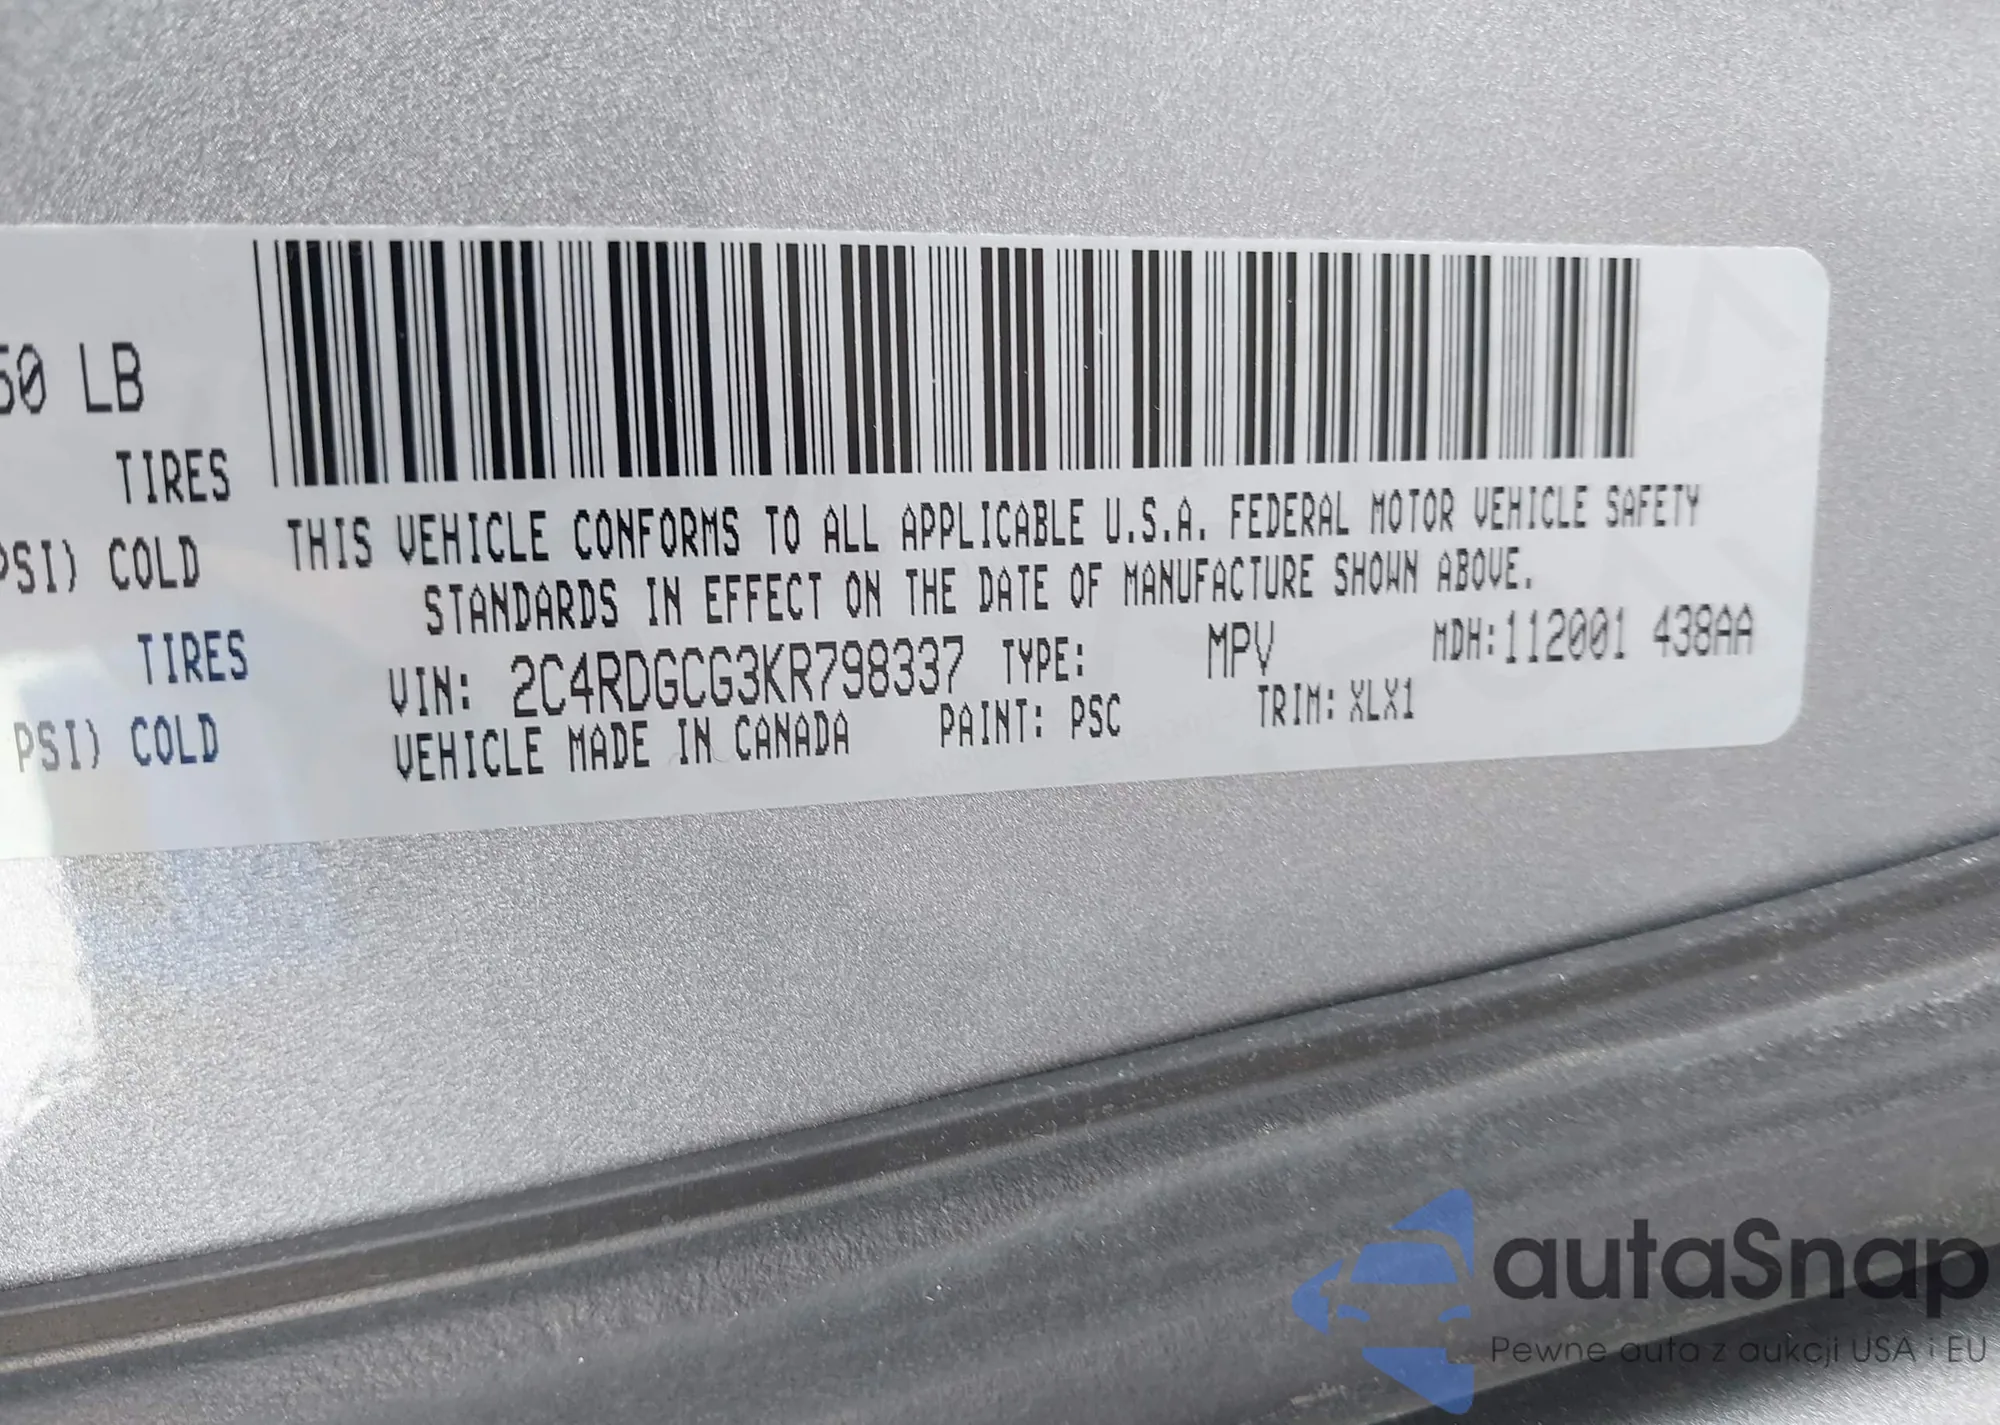 50 LB
TIRES
PSI) COLD
TIRES
PSI) COLD
THIS VEHICLE CONFORMS TO ALL APPLICABLE U.S.A. FEDERAL MOTOR VEHICLE SAFETY
STANDARDS IN EFFECT ON THE DATE OF MANUFACTURE SHOWN ABOVE.
VIN: 2C4RDGCG3KR798337 TYPE: MPV MDH:112001 438AA
VEHICLE MADE IN CANADA PAINT: PSC TRIM: XLX1
autaSnap
Pewne auta z aukcji USA i EU